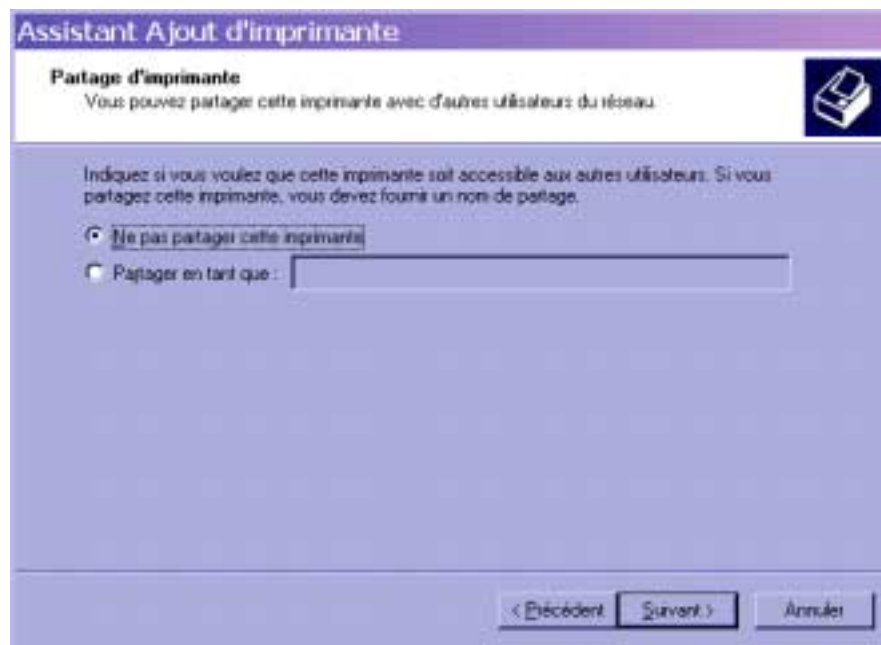 Assistant Ajout d'imprimante
Partage d'imprimante
Vous pouvez partager cette imprimante avec d'autres utilisateurs du réseau.
Indiquez si vous voulez que cette imprimante soit accessible aux autres utilisateurs. Si vous
partagez cette imprimante, vous devez fournir un nom de partage.
Ne pas partager cette imprimante
Partager en tant que :
< Précédent Suivant > Annuler